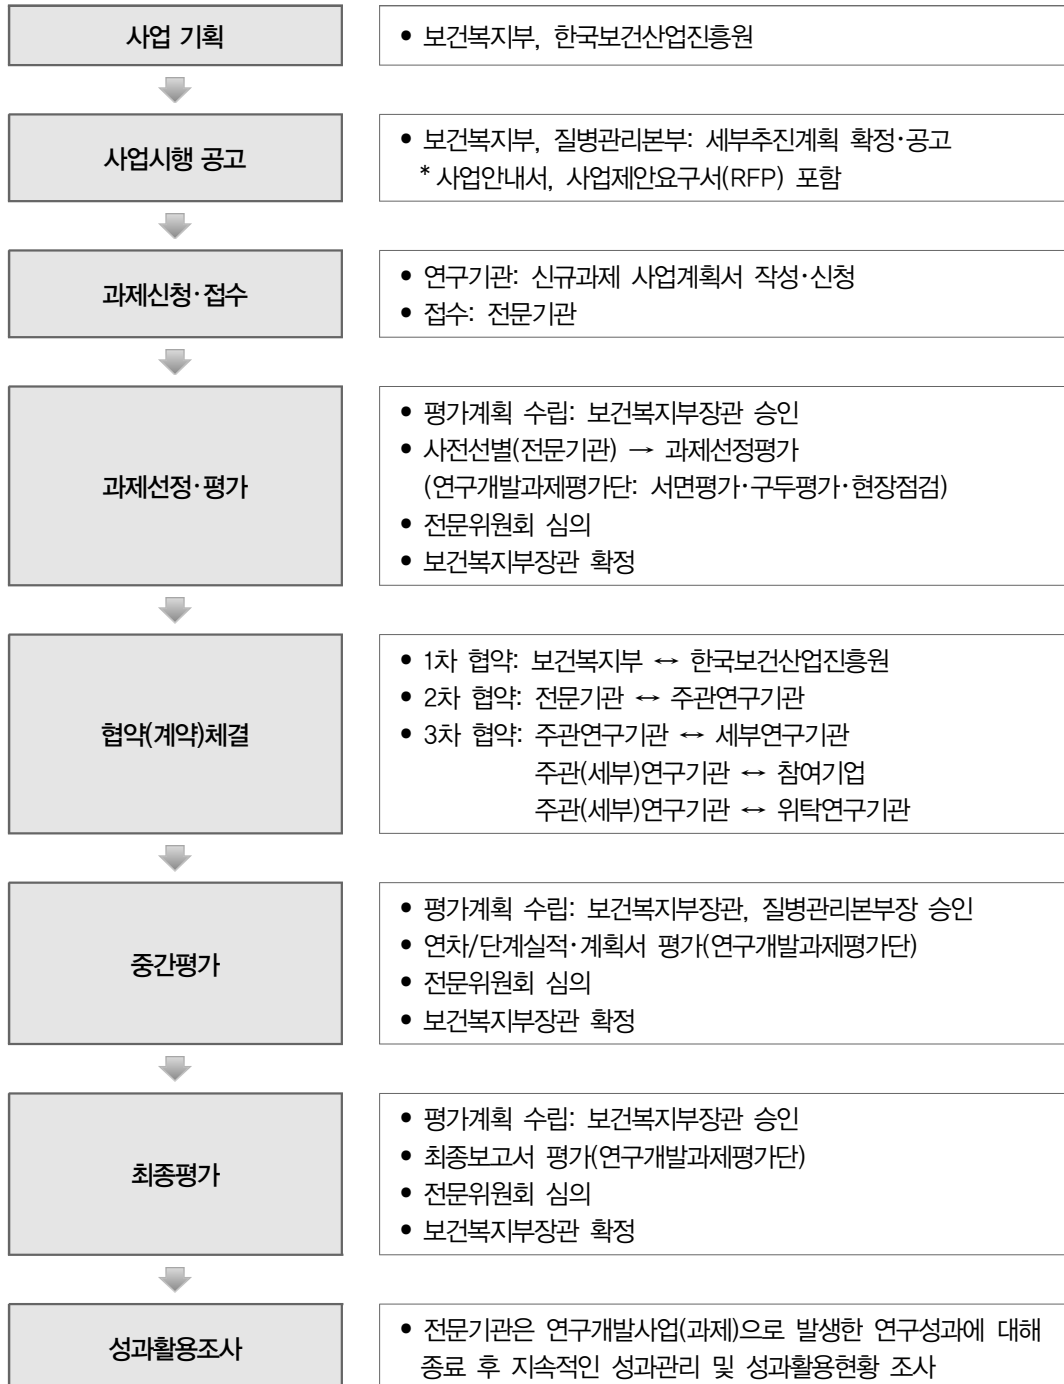 사업 기획
• 보건복지부, 한국보건산업진흥원
사업시행 공고
• 보건복지부, 질병관리본부: 세부추진계획 확정·공고
* 사업안내서, 사업제안요구서(RFP) 포함
과제신청·접수
• 연구기관: 신규과제 사업계획서 작성·신청
• 접수: 전문기관
과제선정·평가
• 평가계획 수립: 보건복지부장관 승인
• 사전선별(전문기관) → 과제선정평가
(연구개발과제평가단: 서면평가·구두평가·현장점검)
• 전문위원회 심의
• 보건복지부장관 확정
협약(계약)체결
• 1차 협약: 보건복지부 ↔ 한국보건산업진흥원
• 2차 협약: 전문기관 ↔ 주관연구기관
• 3차 협약: 주관연구기관 ↔ 세부연구기관
주관(세부)연구기관 ↔ 참여기업
주관(세부)연구기관 ↔ 위탁연구기관
중간평가
• 평가계획 수립: 보건복지부장관, 질병관리본부장 승인
• 연차/단계실적·계획서 평가(연구개발과제평가단)
• 전문위원회 심의
• 보건복지부장관 확정
최종평가
• 평가계획 수립: 보건복지부장관 승인
• 최종보고서 평가(연구개발과제평가단)
• 전문위원회 심의
• 보건복지부장관 확정
성과활용조사
• 전문기관은 연구개발사업(과제)으로 발생한 연구성과에 대해
종료 후 지속적인 성과관리 및 성과활용현황 조사